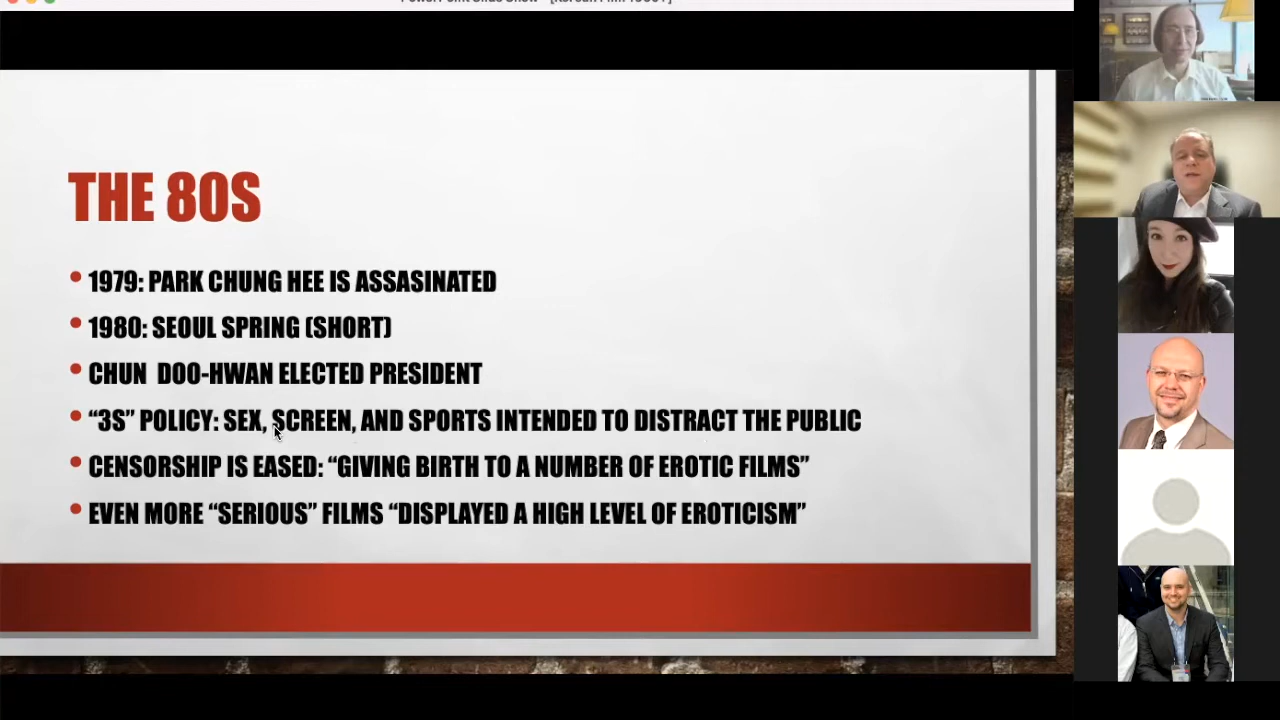 THE 80S
• 1979: PARK CHUNG HEE IS ASSASINATED
• 1980: SEOUL SPRING (SHORT)
• CHUN DOO-HWAN ELECTED PRESIDENT
• “3S” POLICY: SEX, SCREEN, AND SPORTS INTENDED TO DISTRACT THE PUBLIC
• CENSORSHIP IS EASED: “GIVING BIRTH TO A NUMBER OF EROTIC FILMS”
• EVEN MORE “SERIOUS” FILMS “DISPLAYED A HIGH LEVEL OF EROTICISM”